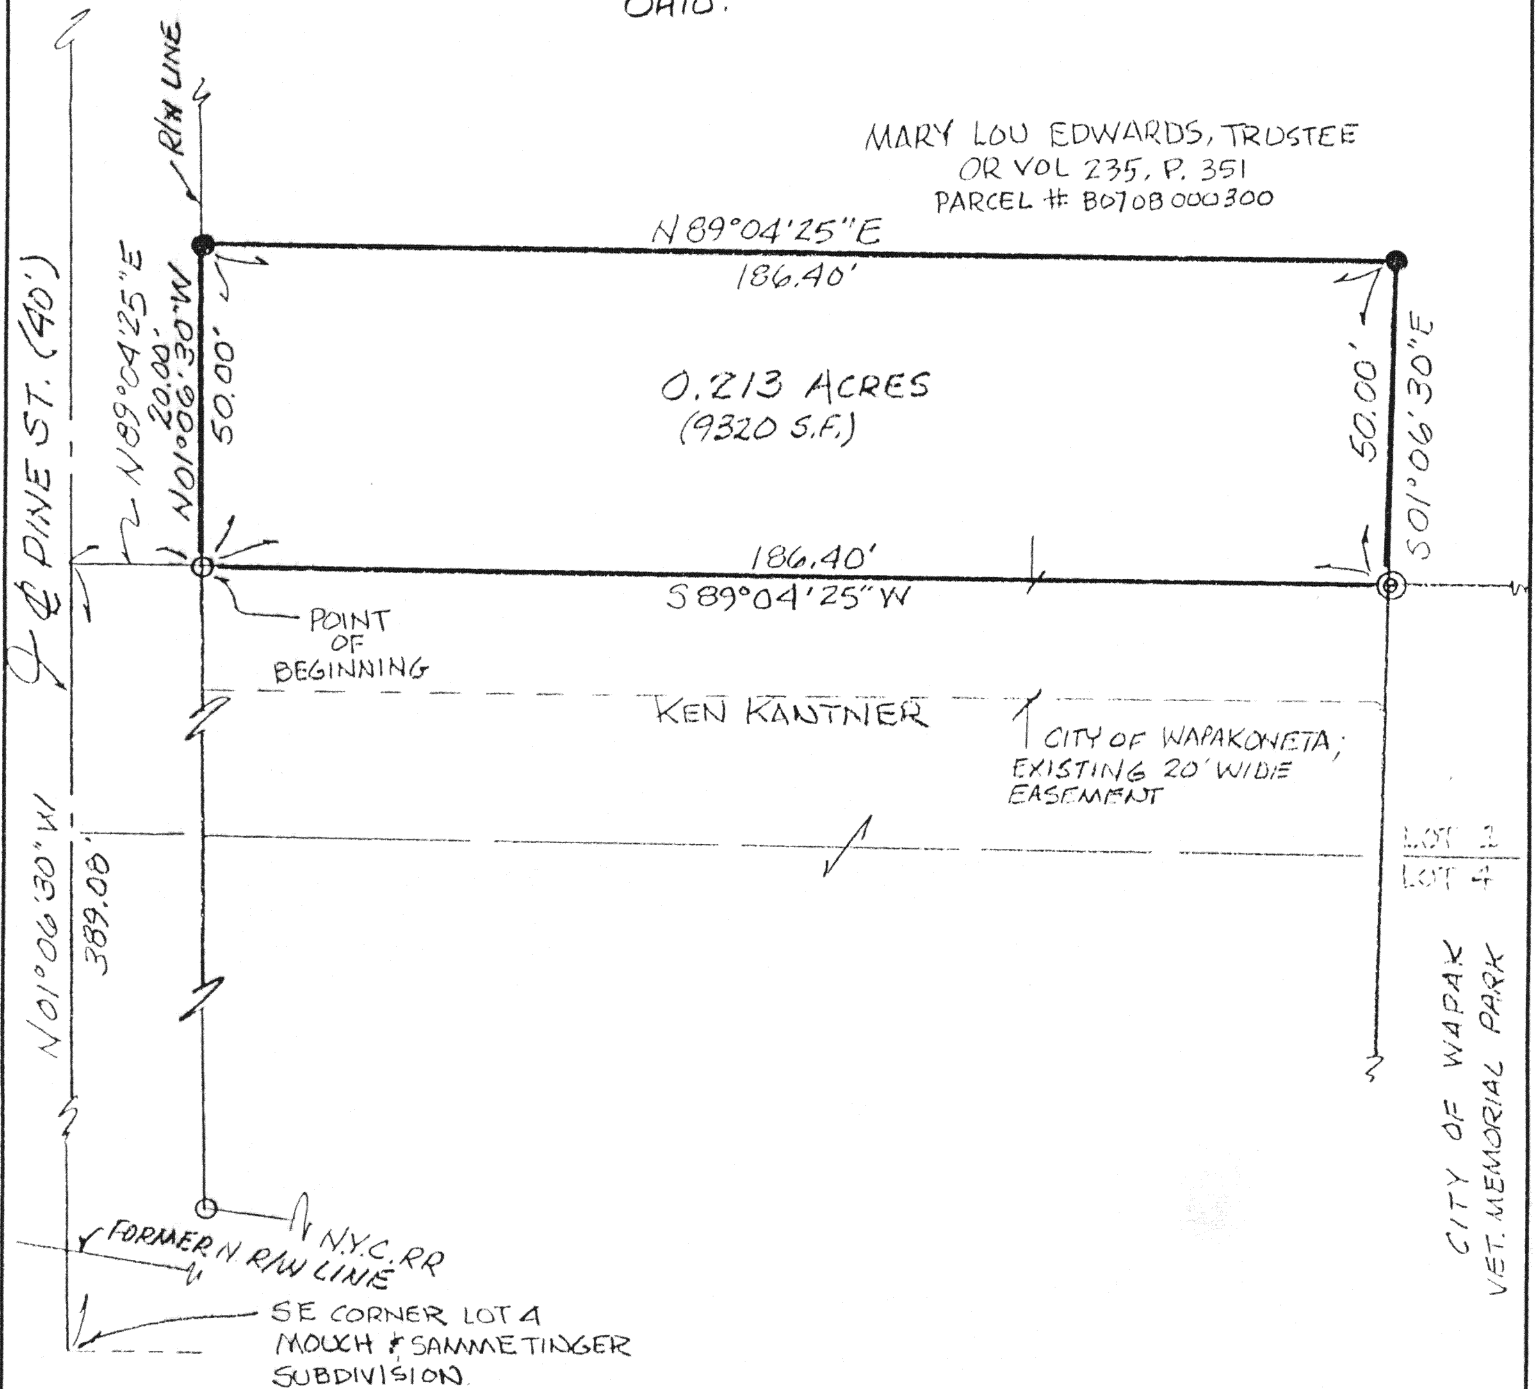 OHIO.
R/W LINE
MARY LOU EDWARDS, TRUSTEE
OR VOL 235, P. 351
PARCEL # B070B000300
N89°04'25"E
186.40'
N89°04'25"E
20.00'
N01°06'30"W
50.00'
0.213 ACRES
(9320 S.F.)
50.00'
S01°06'30"E
℄ PINE ST. (40')
186.40'
S89°04'25"W
POINT
OF
BEGINNING
KEN KANTNER
CITY OF WAPAKONETA;
EXISTING 20' WIDE
EASEMENT
LOT 1
LOT 4
N01°06'30"W
389.08'
CITY OF WAPAK
VET. MEMORIAL PARK
N.Y.C. RR
FORMER N R/W LINE
SE CORNER LOT 4
MOUCH & SAMMETINGER
SUBDIVISION.